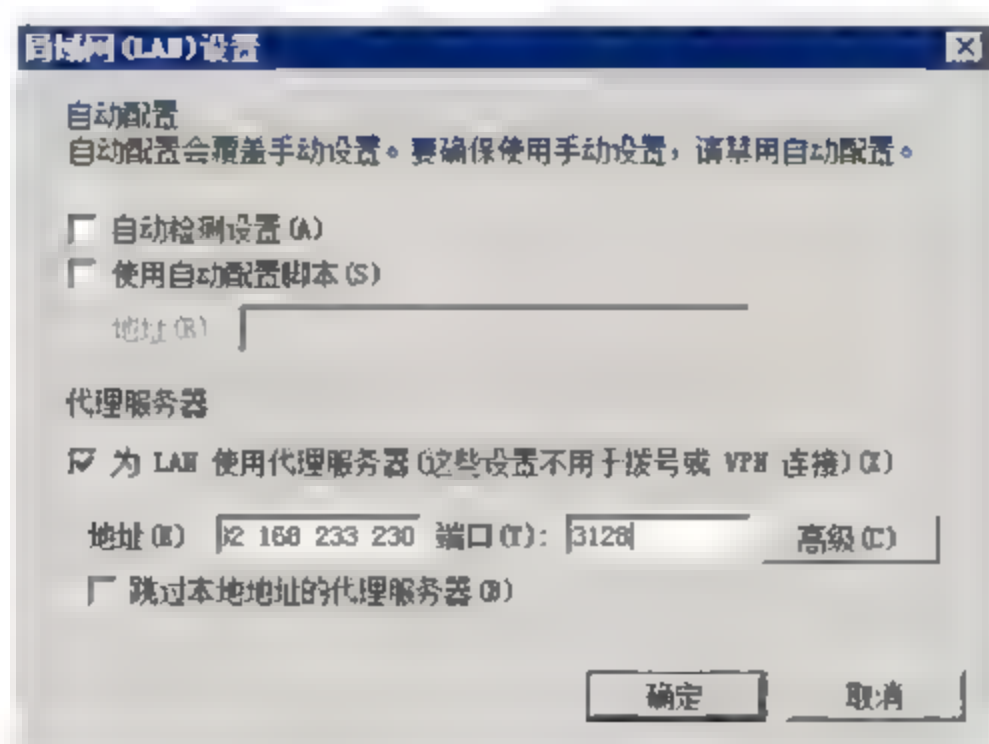 局域网(LAN)设置
自动配置
自动配置会覆盖手动设置。要确保使用手动设置，请禁用自动配置。
自动检测设置(A)
使用自动配置脚本(S)
地址(R)
代理服务器
为 LAN 使用代理服务器(这些设置不用于拨号或 VPN 连接)(X)
地址(E) 92 168 233 230 端口(T): 3128 高级(C)
跳过本地地址的代理服务器(B)
确定 取消